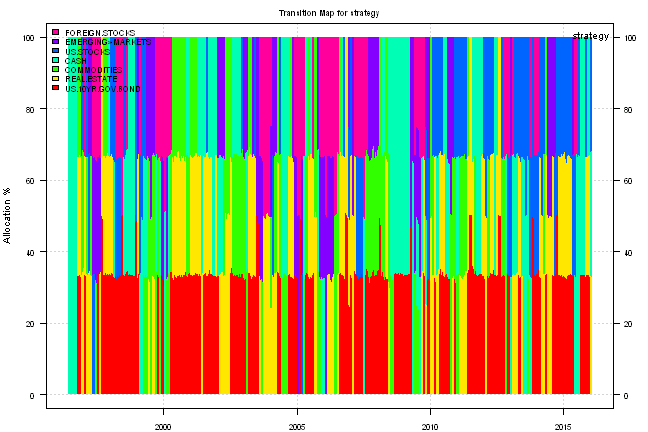 Transition Map for strategy
strategy
FOREIGN.STOCKS
EMERGING>MARKETS
US.STOCKS
CASH
COMMODITIES
REAL.ESTATE
US.10YR.GOV.BOND
Allocation %
100
80
60
40
20
0
100
80
60
40
20
0
2000 2005 2010 2015